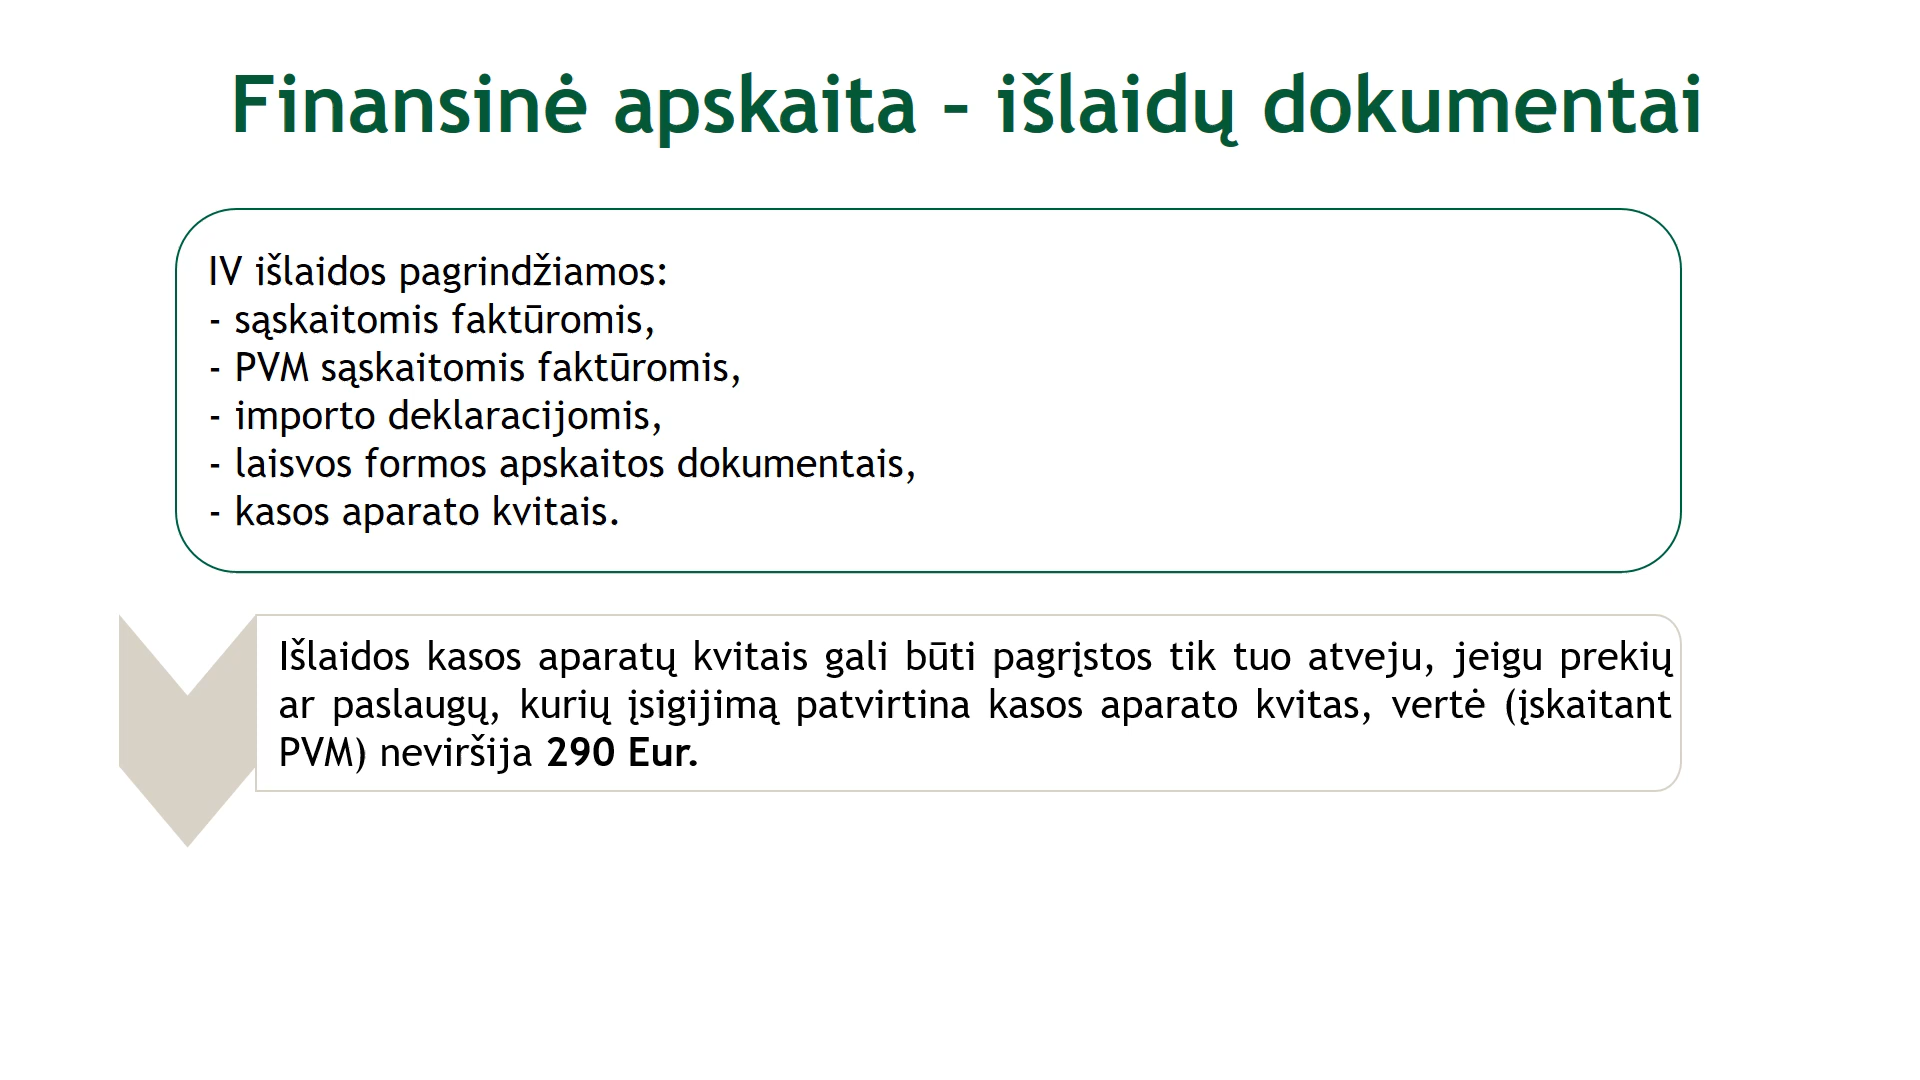 Finansinė apskaita - išlaidų dokumentai
IV išlaidos pagrindžiamos:
- sąskaitomis faktūromis,
- PVM sąskaitomis faktūromis,
- importo deklaracijomis,
- laisvos formos apskaitos dokumentais,
- kasos aparato kvitais.
Išlaidos kasos aparatų kvitais gali būti pagrįstos tik tuo atveju, jeigu prekių
ar paslaugų, kurių įsigijimą patvirtina kasos aparato kvitas, vertė (įskaitant
PVM) neviršija 290 Eur.